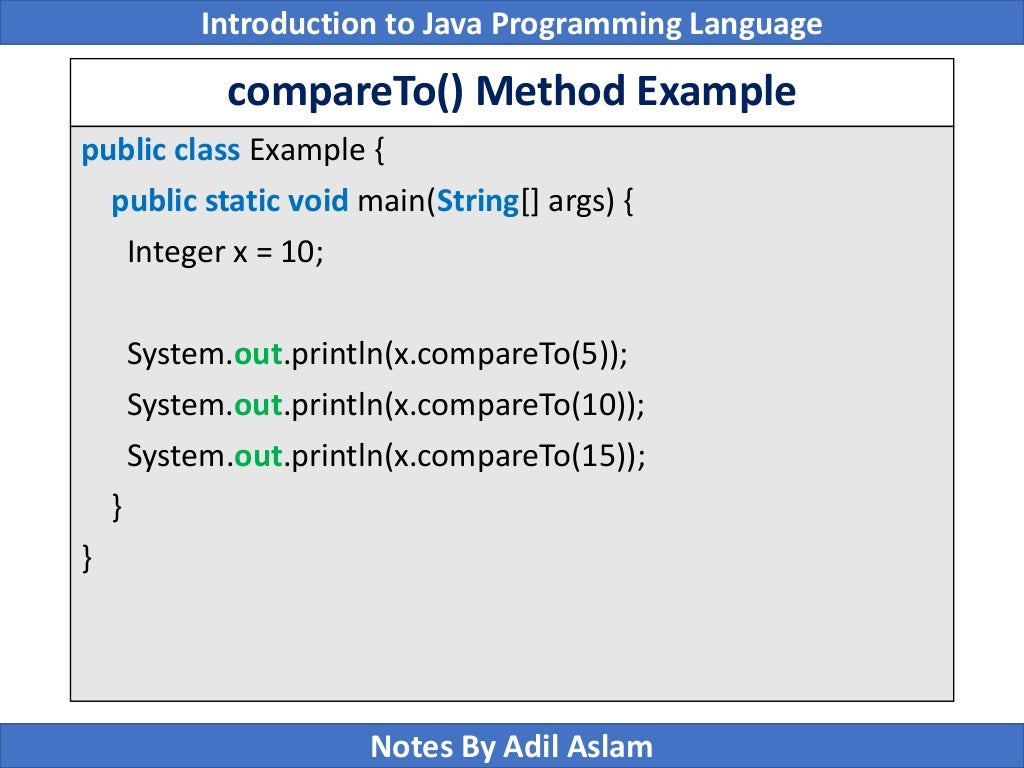 Introduction to Java Programming Language
compareTo() Method Example
public class Example {
public static void main(String[] args) {
Integer x = 10;
System.out.println(x.compareTo(5));
System.out.println(x.compareTo(10));
System.out.println(x.compareTo(15));
}
}
Notes By Adil Aslam